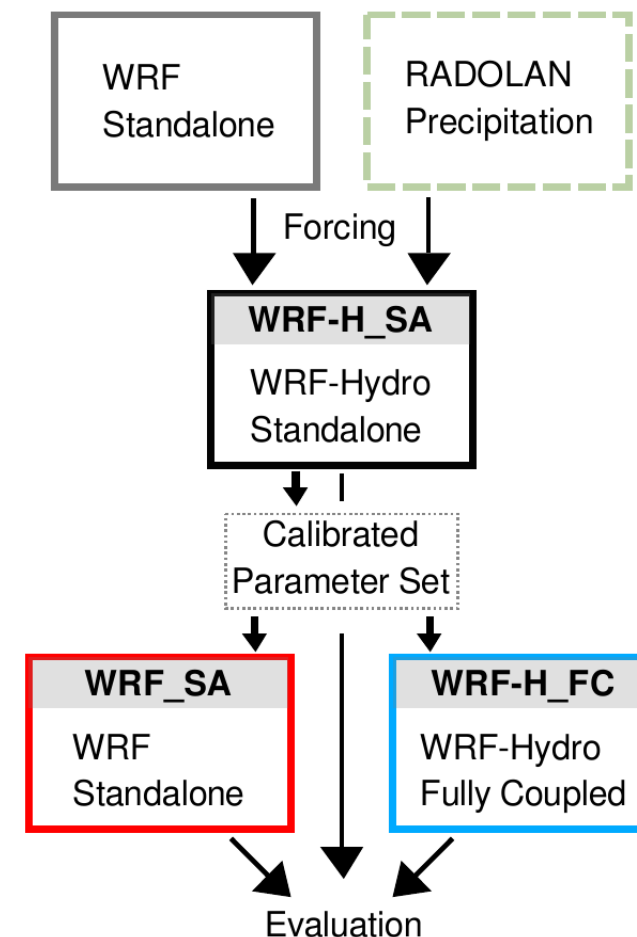 WRF
Standalone
RADOLAN
Precipitation
Forcing
WRF-H_SA
WRF-Hydro
Standalone
Calibrated
Parameter Set
WRF_SA
WRF
Standalone
WRF-H_FC
WRF-Hydro
Fully Coupled
Evaluation